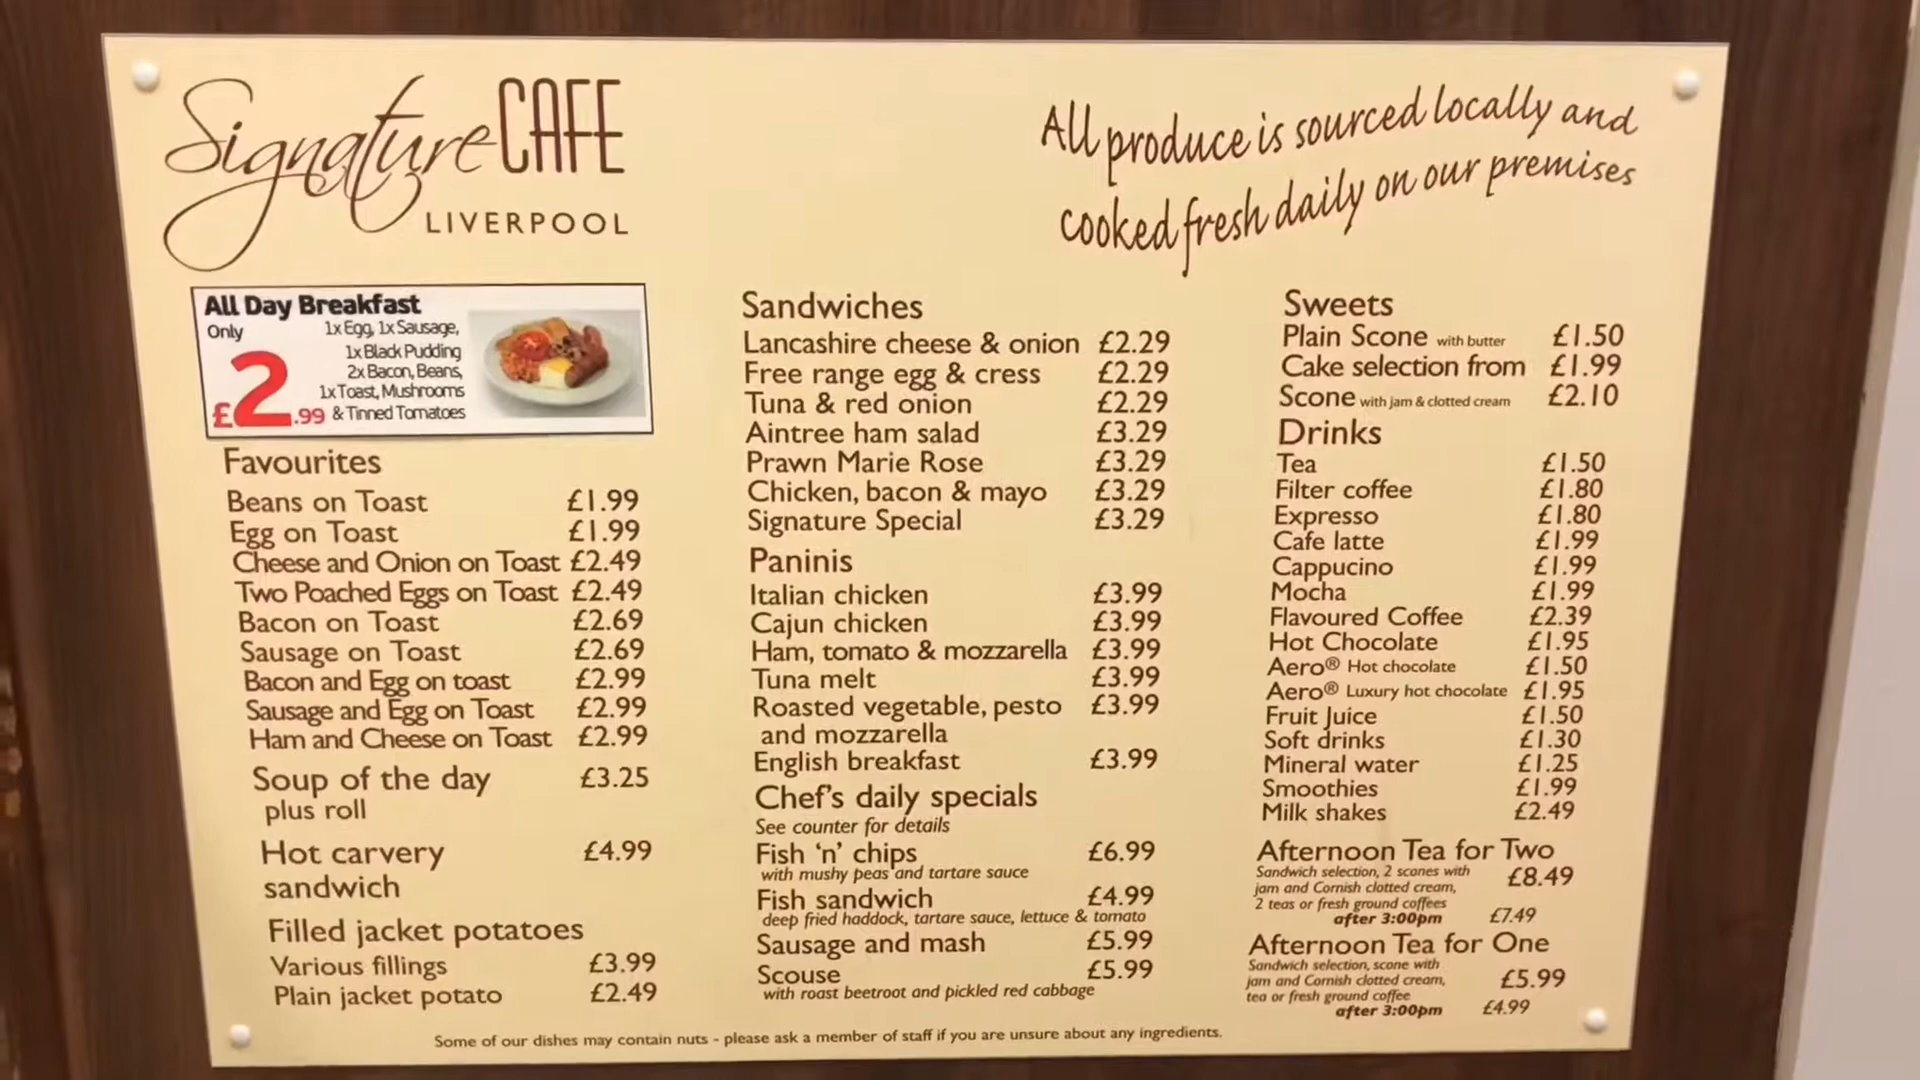 Signature CAFE
LIVERPOOL
All produce is sourced locally and
cooked fresh daily on our premises
All Day Breakfast
Only
£2.99
1x Egg, 1x Sausage,
1x Black Pudding
2x Bacon, Beans,
1x Toast, Mushrooms
& Tinned Tomatoes
Favourites
Beans on Toast £1.99
Egg on Toast £1.99
Cheese and Onion on Toast £2.49
Two Poached Eggs on Toast £2.49
Bacon on Toast £2.69
Sausage on Toast £2.69
Bacon and Egg on toast £2.99
Sausage and Egg on Toast £2.99
Ham and Cheese on Toast £2.99
Soup of the day £3.25
plus roll
Hot carvery £4.99
sandwich
Filled jacket potatoes
Various fillings £3.99
Plain jacket potato £2.49
Sandwiches
Lancashire cheese & onion £2.29
Free range egg & cress £2.29
Tuna & red onion £2.29
Aintree ham salad £3.29
Prawn Marie Rose £3.29
Chicken, bacon & mayo £3.29
Signature Special £3.29
Paninis
Italian chicken £3.99
Cajun chicken £3.99
Ham, tomato & mozzarella £3.99
Tuna melt £3.99
Roasted vegetable, pesto £3.99
and mozzarella
English breakfast £3.99
Chef's daily specials
See counter for details
Fish 'n' chips £6.99
with mushy peas and tartare sauce
Fish sandwich £4.99
deep fried haddock, tartare sauce, lettuce & tomato
Sausage and mash £5.99
Scouse £5.99
with roast beetroot and pickled red cabbage
Sweets
Plain Scone with butter £1.50
Cake selection from £1.99
Scone with jam & clotted cream £2.10
Drinks
Tea £1.50
Filter coffee £1.80
Expresso £1.80
Cafe latte £1.99
Cappucino £1.99
Mocha £1.99
Flavoured Coffee £2.39
Hot Chocolate £1.95
Aero® Hot chocolate £1.50
Aero® Luxury hot chocolate £1.95
Fruit Juice £1.50
Soft drinks £1.30
Mineral water £1.25
Smoothies £1.99
Milk shakes £2.49
Afternoon Tea for Two
Sandwich selection, 2 scones with £8.49
jam and Cornish clotted cream,
2 teas or fresh ground coffees
after 3:00pm £7.49
Afternoon Tea for One
Sandwich selection, scone with
jam and Cornish clotted cream, £5.99
tea or fresh ground coffee
after 3:00pm £4.99
Some of our dishes may contain nuts - please ask a member of staff if you are unsure about any ingredients.